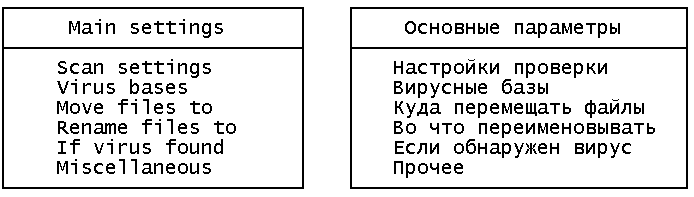 Main settings
Scan settings
Virus bases
Move files to
Rename files to
If virus found
Miscellaneous
Основные параметры
Настройки проверки
Вирусные базы
Куда перемещать файлы
Во что переименовывать
Если обнаружен вирус
Прочее